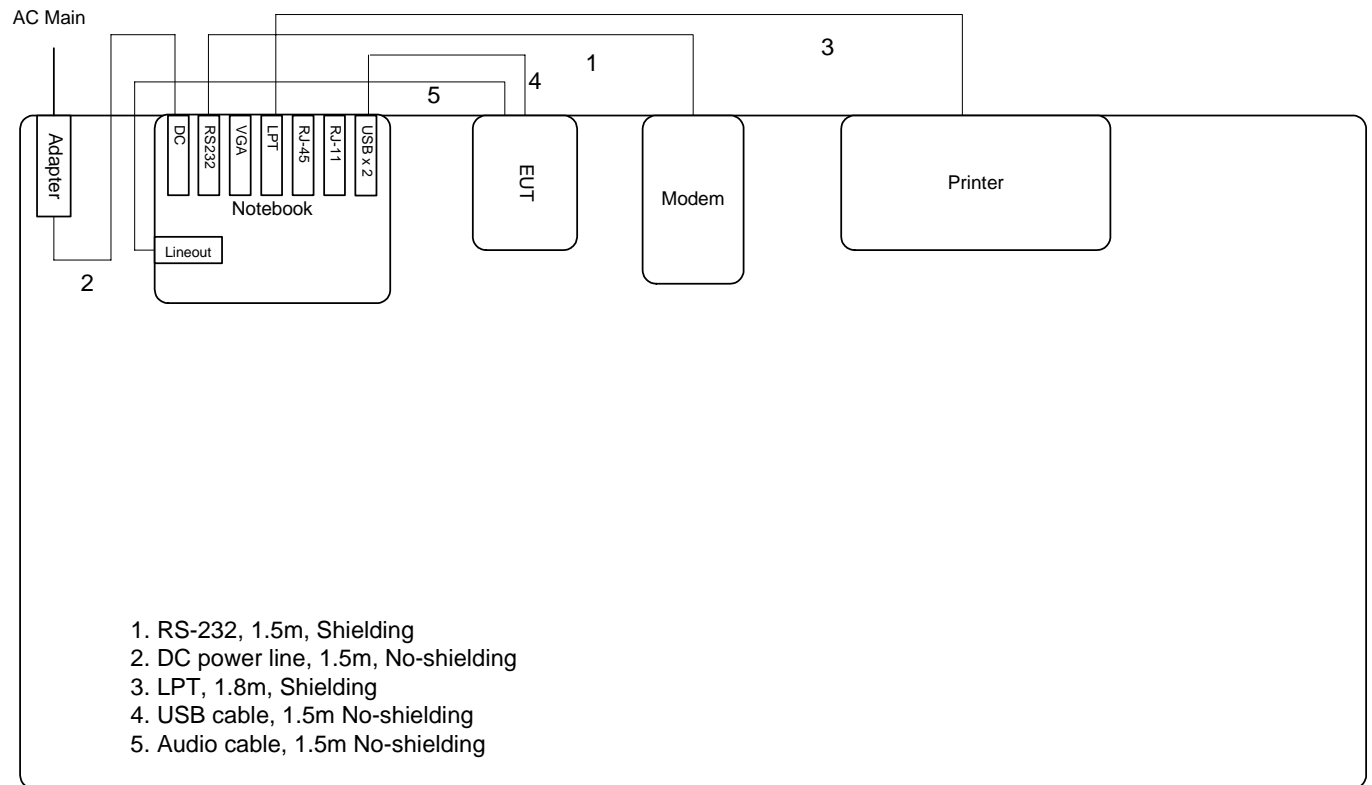 AC Main
3
1
4
5
Adapter
DC
RS232
VGA
LPT
RJ-45
RJ-11
USB x 2
EUT
Modem
Printer
Notebook
Lineout
2
1. RS-232, 1.5m, Shielding
2. DC power line, 1.5m, No-shielding
3. LPT, 1.8m, Shielding
4. USB cable, 1.5m No-shielding
5. Audio cable, 1.5m No-shielding